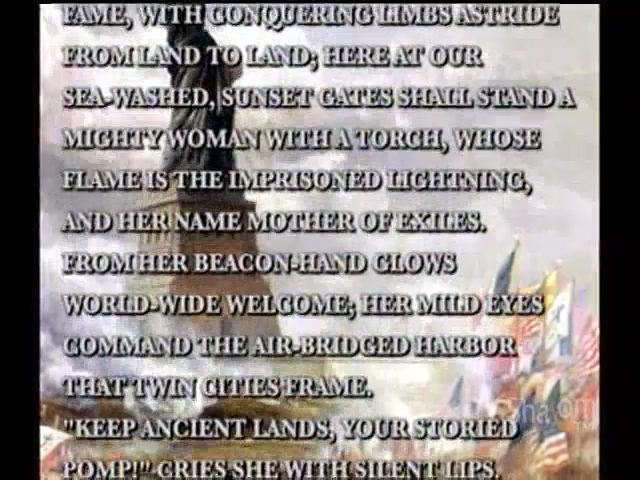 FAME, WITH CONQUERING LIMBS ASTRIDE
FROM LAND TO LAND; HERE AT OUR
SEA-WASHED, SUNSET GATES SHALL STAND A
MIGHTY WOMAN WITH A TORCH, WHOSE
FLAME IS THE IMPRISONED LIGHTNING,
AND HER NAME MOTHER OF EXILES.
FROM HER BEACON-HAND GLOWS
WORLD-WIDE WELCOME; HER MILD EYES
COMMAND THE AIR-BRIDGED HARBOR
THAT TWIN CITIES FRAME.
"KEEP ANCIENT LANDS, YOUR STORIED
POMP!" CRIES SHE WITH SILENT LIPS.